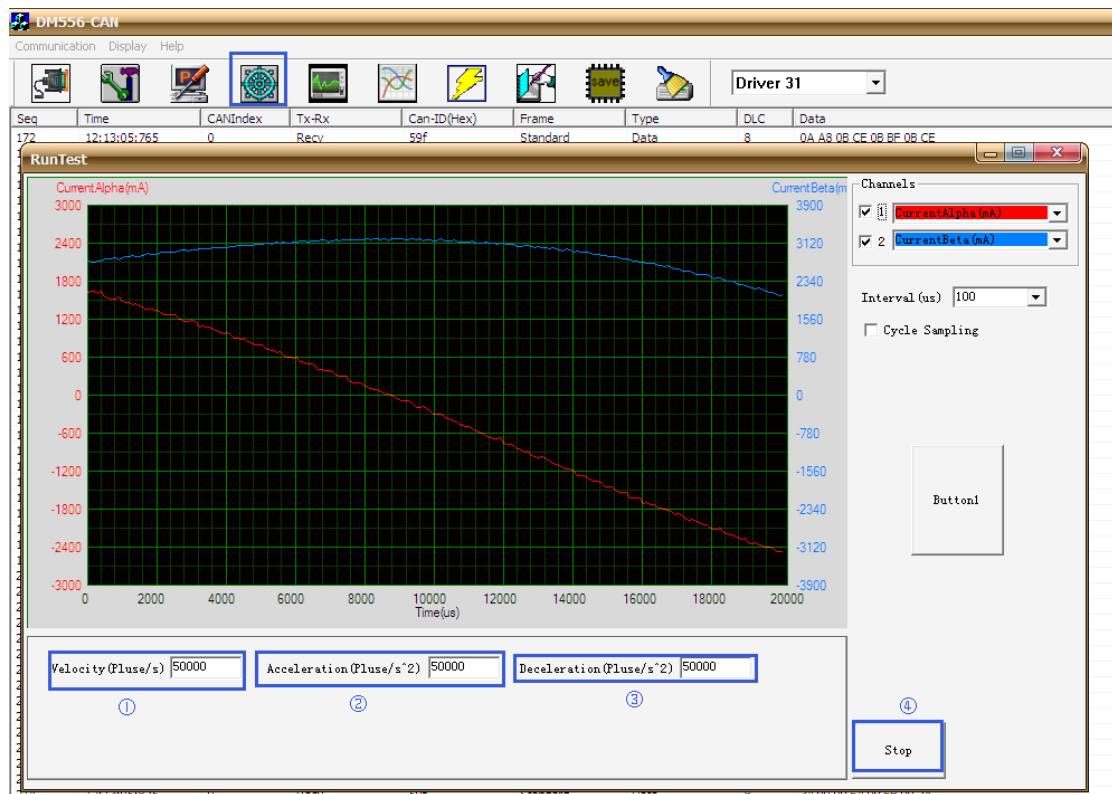 DM556-CAN
Communication Display Help
save
Driver 31
Seq Time CANIndex Tx-Rx Can-ID(Hex) Frame Type DLC Data
172 12:13:05:765 0 Recv 59f Standard Data 8 0A A8 0B CE 0B BF 0B CE
RunTest
CurrentAlpha(mA) CurrentBeta(m
3000 3900
2400 3120
1800 2340
1200 1560
600 780
0 0
-600 -780
-1200 -1560
-1800 -2340
-2400 -3120
-3000 -3900
0 2000 4000 6000 8000 10000 12000 14000 16000 18000 20000
Time(us)
Channels
1 CurrentAlpha(mA)
2 CurrentBeta(mA)
Interval(us) 100
Cycle Sampling
Button1
Velocity(Pluse/s) 50000 Acceleration(Pluse/s^2) 50000 Deceleration(Pluse/s^2) 50000
① ② ③ ④
Stop